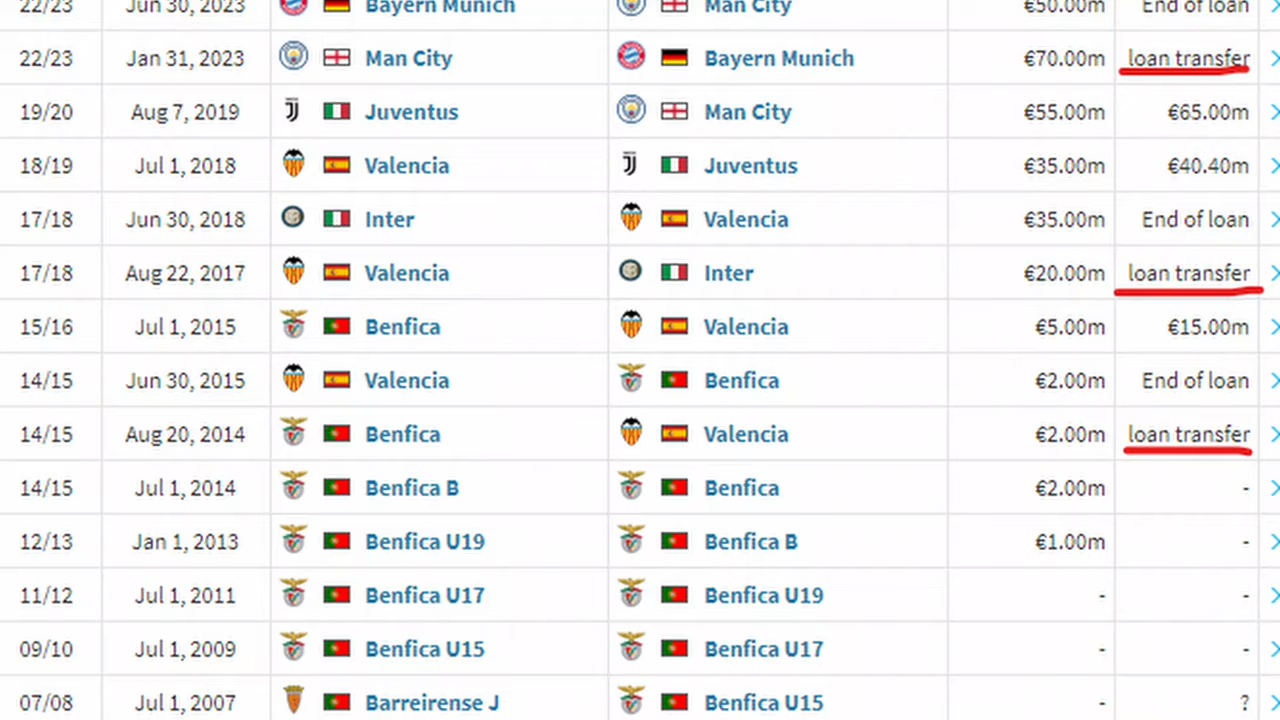 22/23 Jun 30, 2023 Bayern Munich Man City €50.00m End of loan
22/23 Jan 31, 2023 Man City Bayern Munich €70.00m loan transfer
19/20 Aug 7, 2019 Juventus Man City €55.00m €65.00m
18/19 Jul 1, 2018 Valencia Juventus €35.00m €40.40m
17/18 Jun 30, 2018 Inter Valencia €35.00m End of loan
17/18 Aug 22, 2017 Valencia Inter €20.00m loan transfer
15/16 Jul 1, 2015 Benfica Valencia €5.00m €15.00m
14/15 Jun 30, 2015 Valencia Benfica €2.00m End of loan
14/15 Aug 20, 2014 Benfica Valencia €2.00m loan transfer
14/15 Jul 1, 2014 Benfica B Benfica €2.00m -
12/13 Jan 1, 2013 Benfica U19 Benfica B €1.00m -
11/12 Jul 1, 2011 Benfica U17 Benfica U19 - -
09/10 Jul 1, 2009 Benfica U15 Benfica U17 - -
07/08 Jul 1, 2007 Barreirense J Benfica U15 - ?